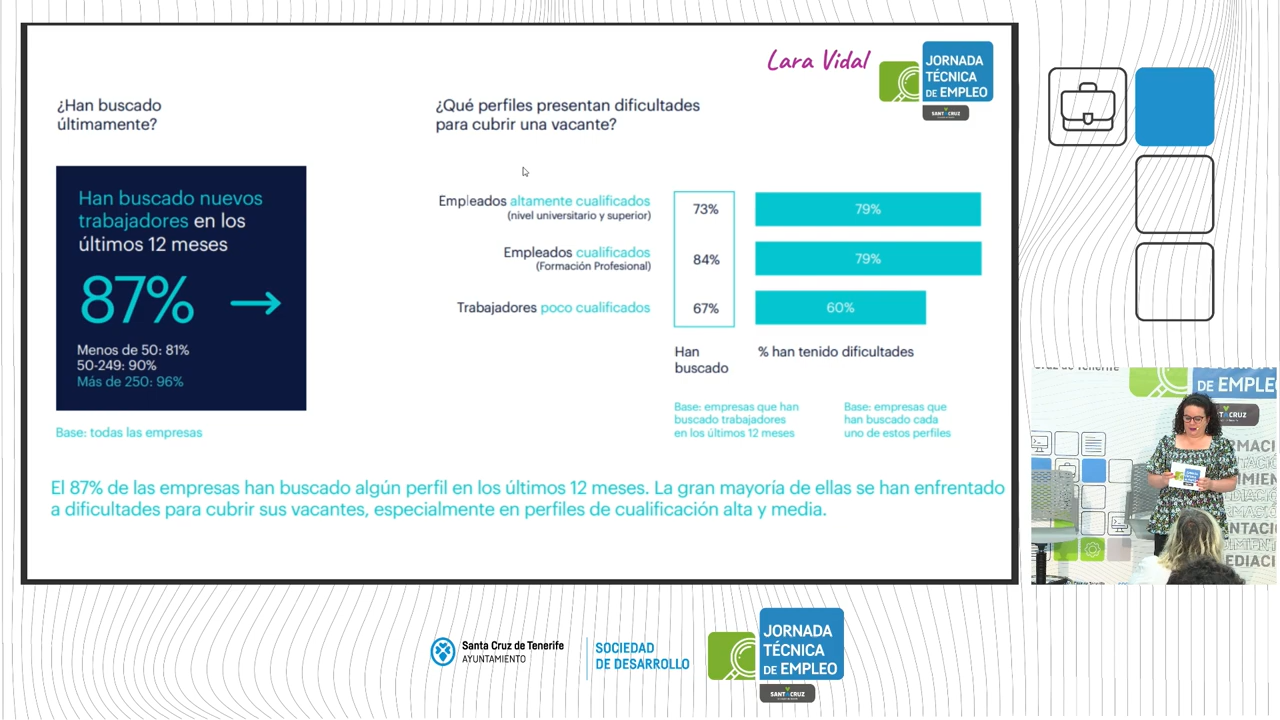 Lara Vidal
JORNADA
TÉCNICA
DE EMPLEO
SANTACRUZ
¿Han buscado
últimamente?
¿Qué perfiles presentan dificultades
para cubrir una vacante?
Han buscado nuevos
trabajadores en los
últimos 12 meses
87%
Menos de 50: 81%
50-249: 90%
Más de 250: 96%
Base: todas las empresas
Empleados altamente cualificados
(nivel universitario y superior)
73%
79%
Empleados cualificados
(Formación Profesional)
84%
79%
Trabajadores poco cualificados
67%
60%
Han
buscado
% han tenido dificultades
Base: empresas que han
buscado trabajadores
en los últimos 12 meses
Base: empresas que
han buscado cada
uno de estos perfiles
El 87% de las empresas han buscado algún perfil en los últimos 12 meses. La gran mayoría de ellas se han enfrentado
a dificultades para cubrir sus vacantes, especialmente en perfiles de cualificación alta y media.
Cruz de Tenerife
DE EMPLE
Santa Cruz de Tenerife
AYUNTAMIENTO
SOCIEDAD
DE DESARROLLO
JORNADA
TÉCNICA
DE EMPLEO
SANTACRUZ